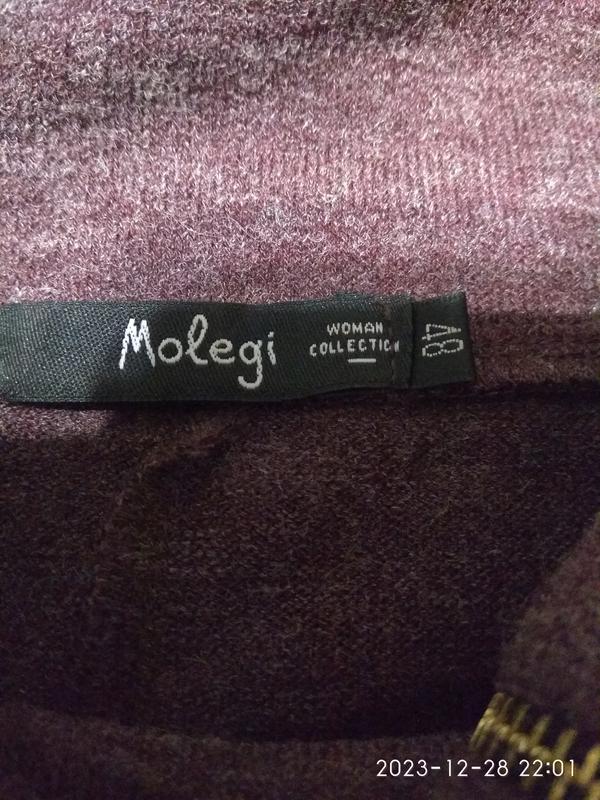 Molegi
WOMAN
COLLECTION
48
2023-12-28 22:01